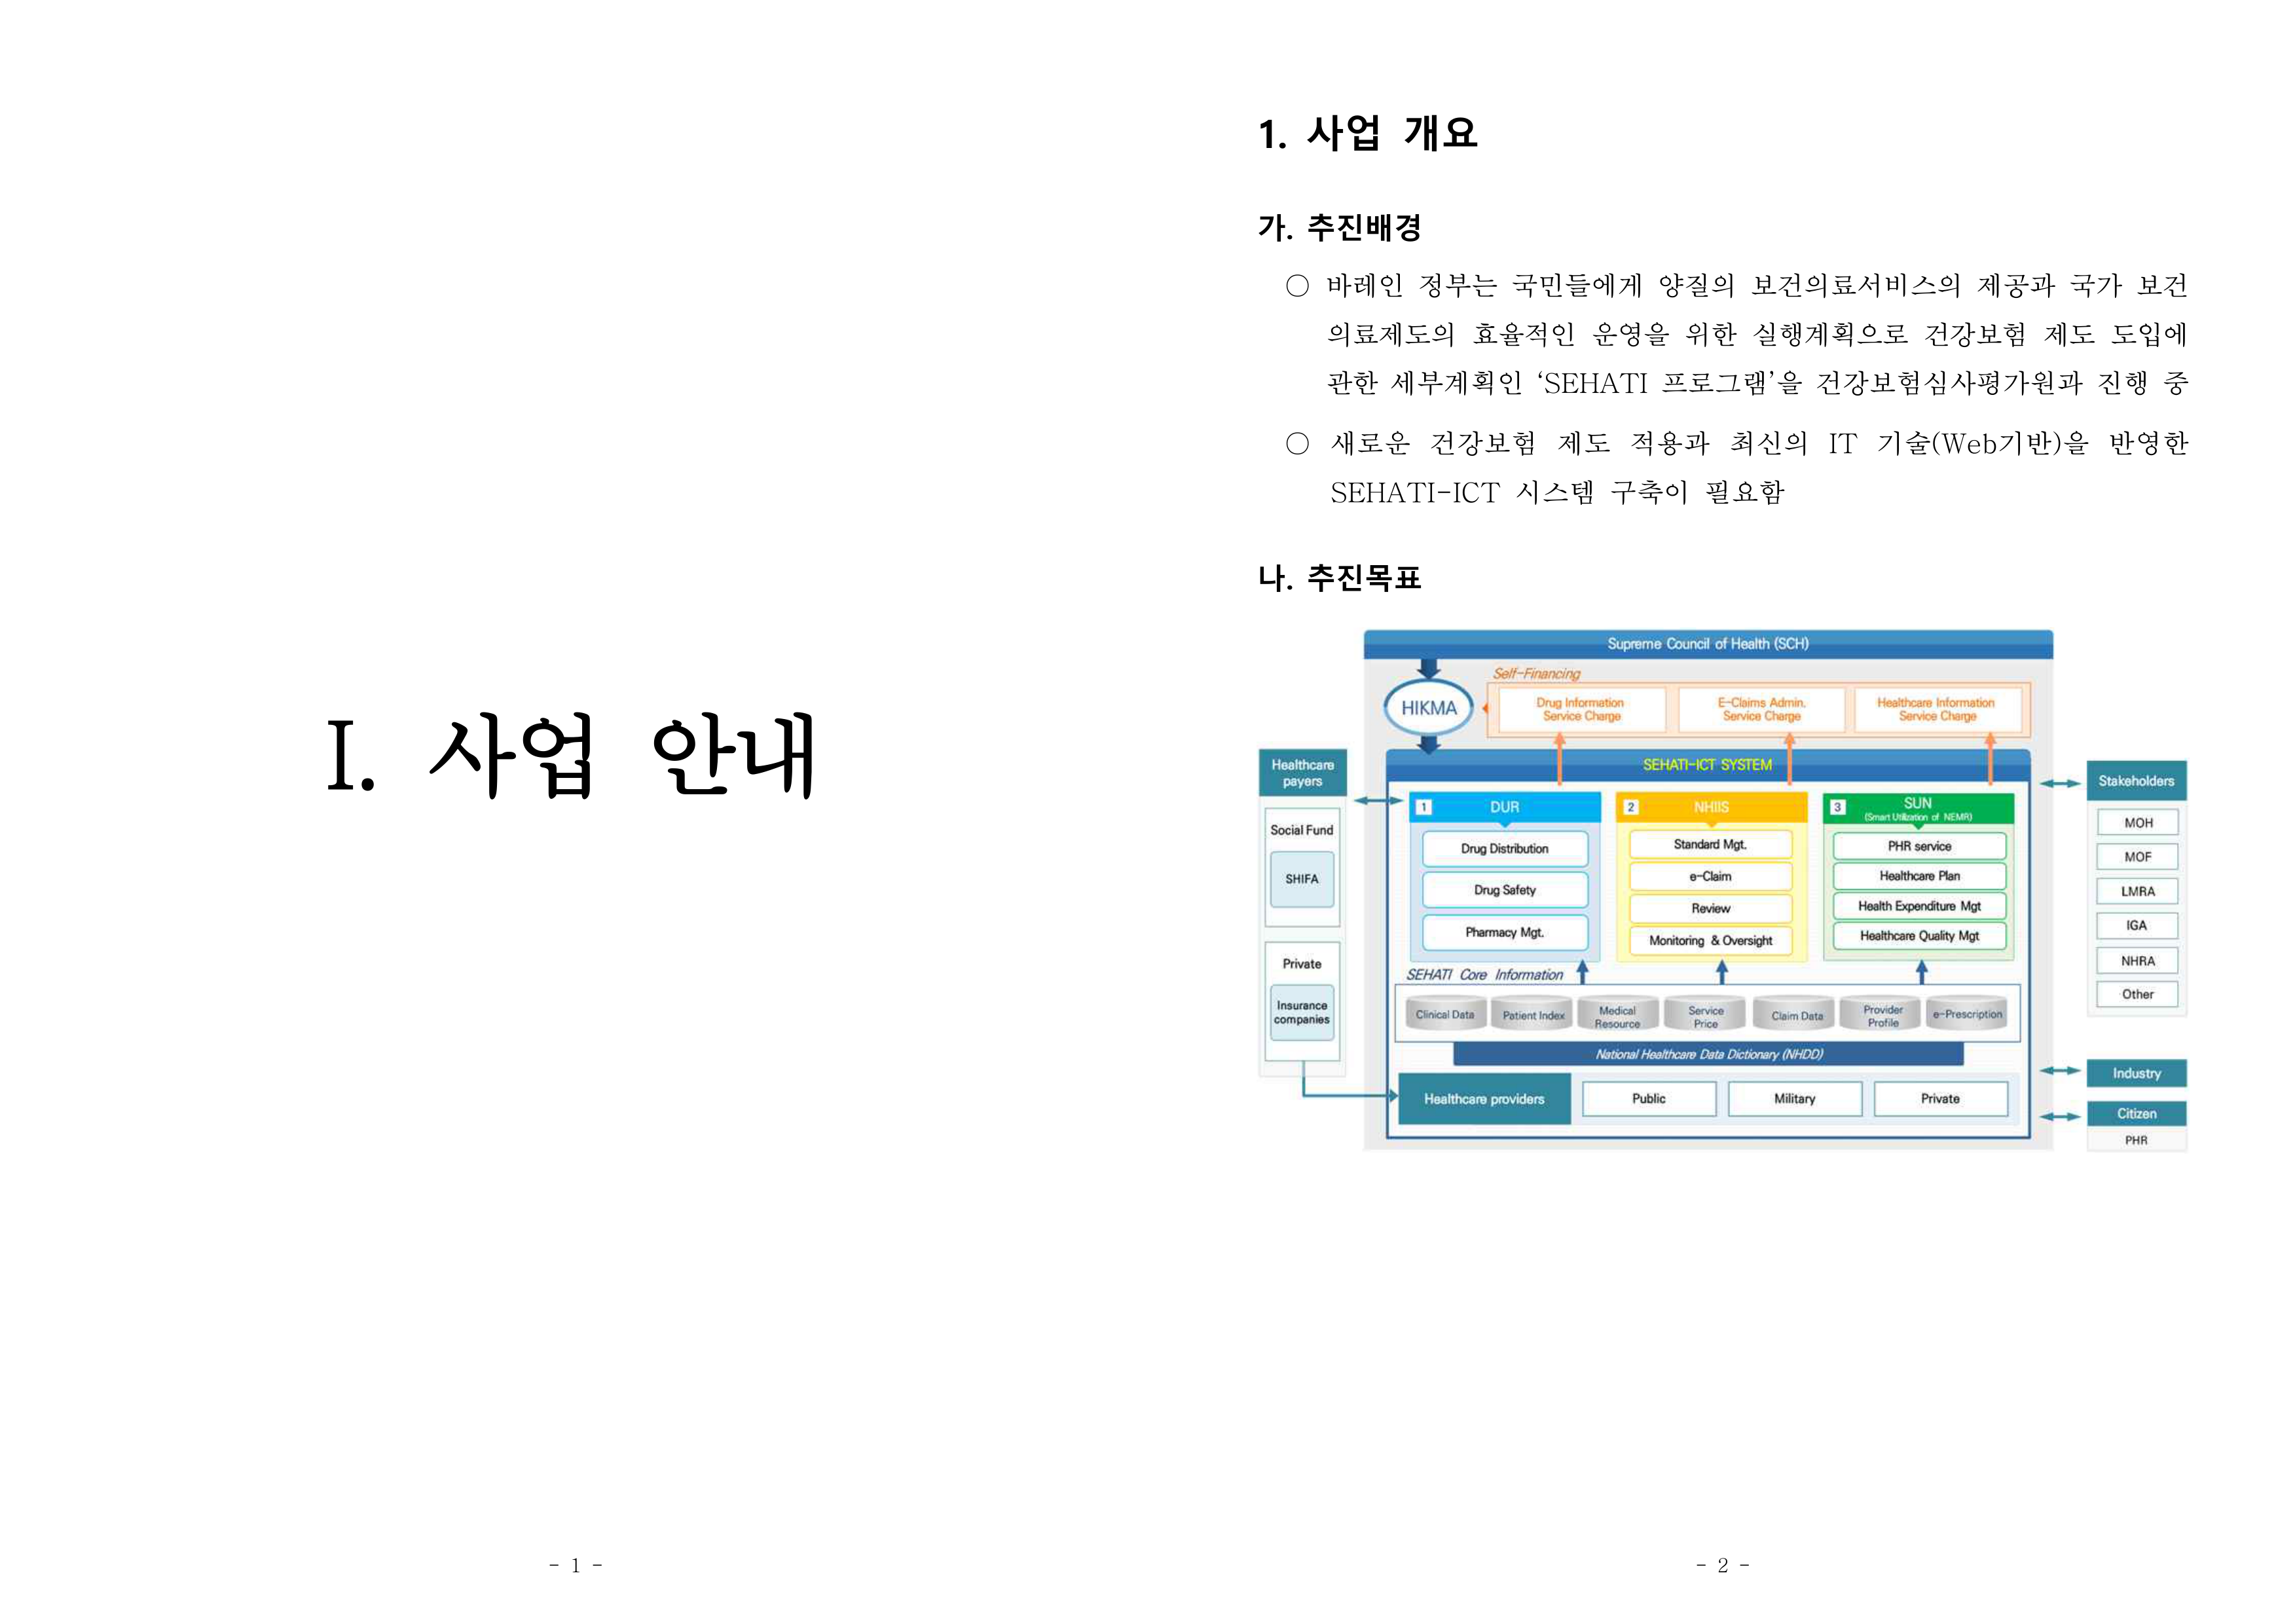 I. 사업 안내
- 1 -
1. 사업 개요
가. 추진배경
○ 바레인 정부는 국민들에게 양질의 보건의료서비스의 제공과 국가 보건
의료제도의 효율적인 운영을 위한 실행계획으로 건강보험 제도 도입에
관한 세부계획인 ‘SEHATI 프로그램’을 건강보험심사평가원과 진행 중
○ 새로운 건강보험 제도 적용과 최신의 IT 기술(Web기반)을 반영한
SEHATI-ICT 시스템 구축이 필요함
나. 추진목표
Supreme Council of Health (SCH)
HIKMA
Self-Financing
Drug Information
Service Charge
E-Claims Admin.
Service Charge
Healthcare Information
Service Charge
Healthcare
payers
Social Fund
SHIFA
Private
Insurance
companies
SEHATI-ICT SYSTEM
1 DUR
Drug Distribution
Drug Safety
Pharmacy Mgt.
2 NHIIS
Standard Mgt.
e-Claim
Review
Monitoring & Oversight
3 SUN
(Smart Utilization of NEMR)
PHR service
Healthcare Plan
Health Expenditure Mgt
Healthcare Quality Mgt
SEHATI Core Information
Clinical Data
Patient Index
Medical
Resource
Service
Price
Claim Data
Provider
Profile
e-Prescription
National Healthcare Data Dictionary (NHDD)
Healthcare providers
Public
Military
Private
Stakeholders
MOH
MOF
LMRA
IGA
NHRA
Other
Industry
Citizen
PHR
- 2 -